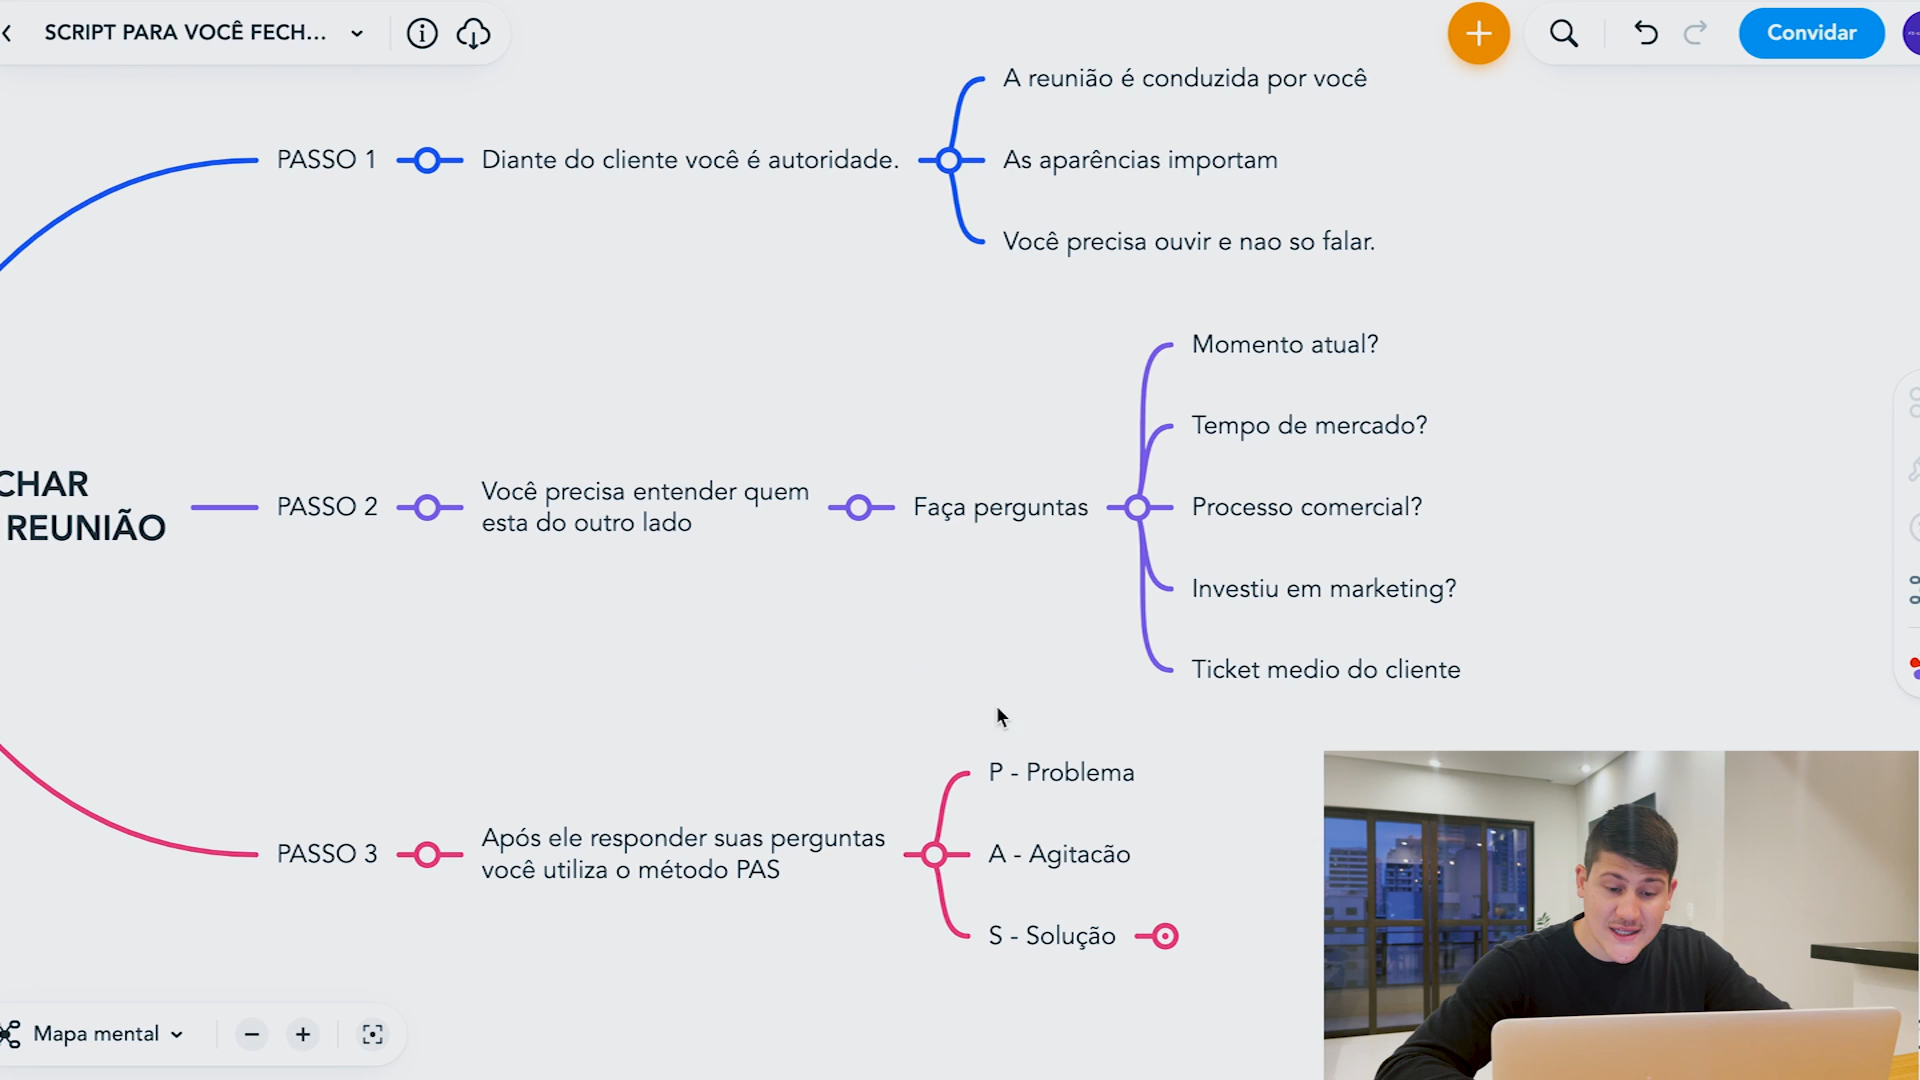 SCRIPT PARA VOCÊ FECH...
Convidar
A reunião é conduzida por você
PASSO 1
Diante do cliente você é autoridade.
As aparências importam
Você precisa ouvir e nao so falar.
Momento atual?
Tempo de mercado?
CHAR
REUNIÃO
PASSO 2
Você precisa entender quem
esta do outro lado
Faça perguntas
Processo comercial?
Investiu em marketing?
Ticket medio do cliente
P - Problema
PASSO 3
Após ele responder suas perguntas
você utiliza o método PAS
A - Agitacão
S - Solução
Mapa mental